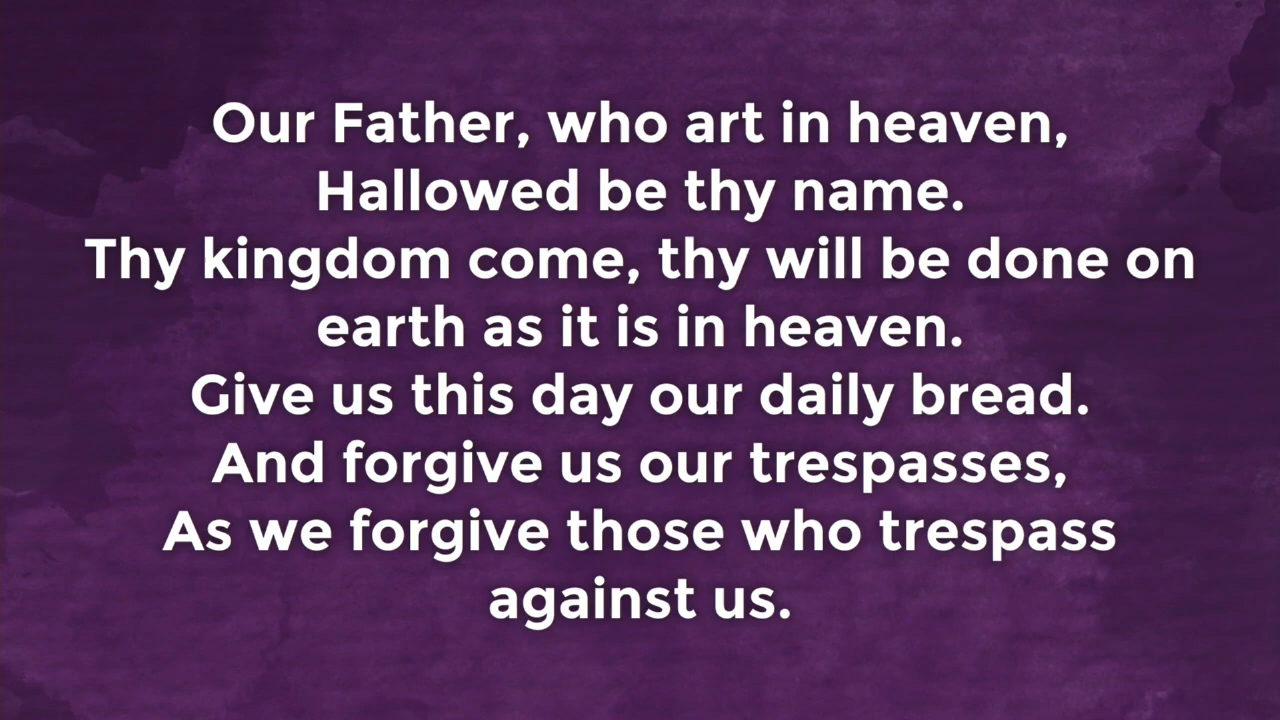 Our Father, who art in heaven,
Hallowed be thy name.
Thy kingdom come, thy will be done on
earth as it is in heaven.
Give us this day our daily bread.
And forgive us our trespasses,
As we forgive those who trespass
against us.